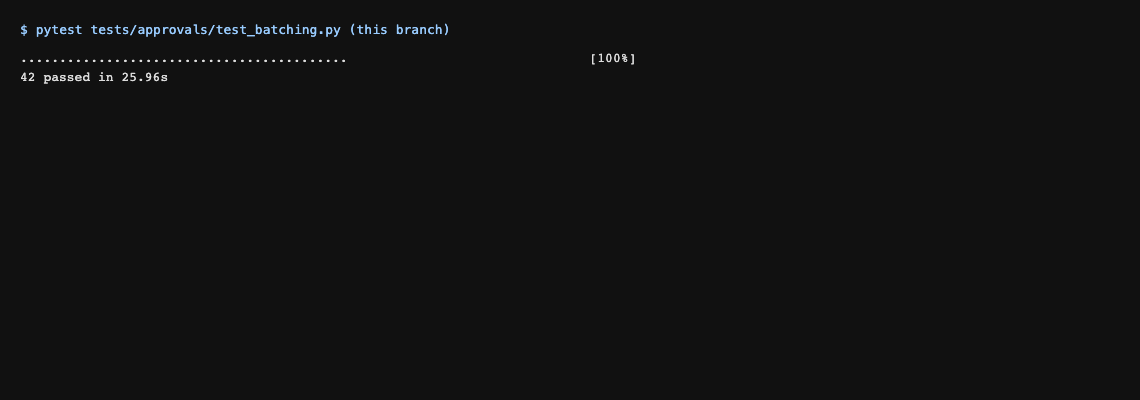 $ pytest tests/approvals/test_batching.py (this branch)
.......................................... [100%]
42 passed in 25.96s